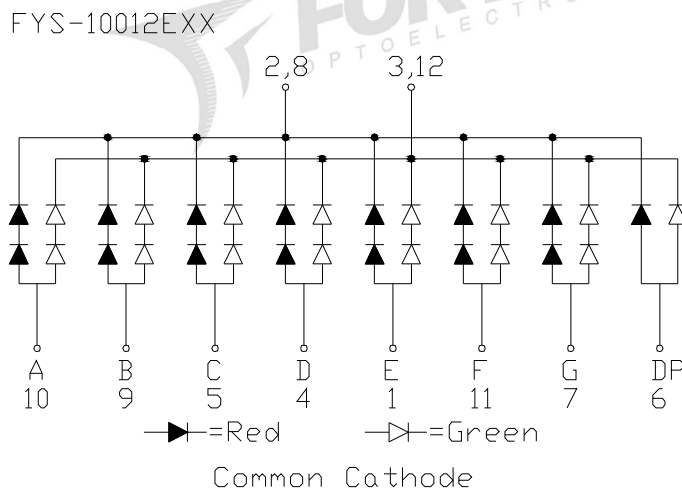 FYS-10012EXX
OPTOELECTR
2,8 3,12
A B C D E F G DP
10 9 5 4 1 11 7 6
=Red =Green
Common Cathode